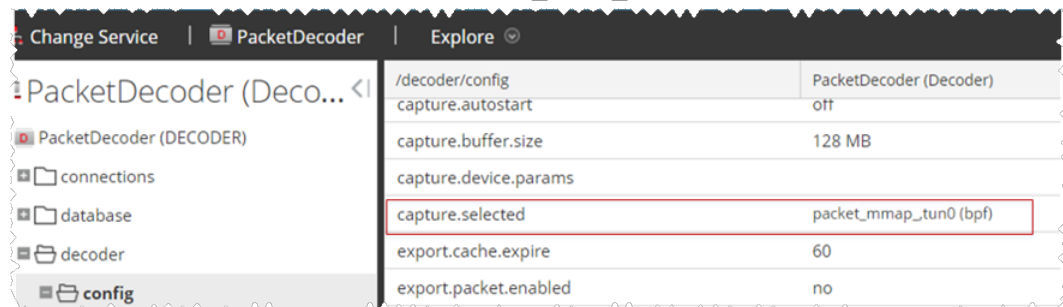 Change Service | PacketDecoder | Explore
PacketDecoder (Deco...
PacketDecoder (DECODER)
connections
database
decoder
config
/decoder/config PacketDecoder (Decoder)
capture.autostart off
capture.buffer.size 128 MB
capture.device.params
capture.selected packet_mmap_,tun0 (bpf)
export.cache.expire 60
export.packet.enabled no